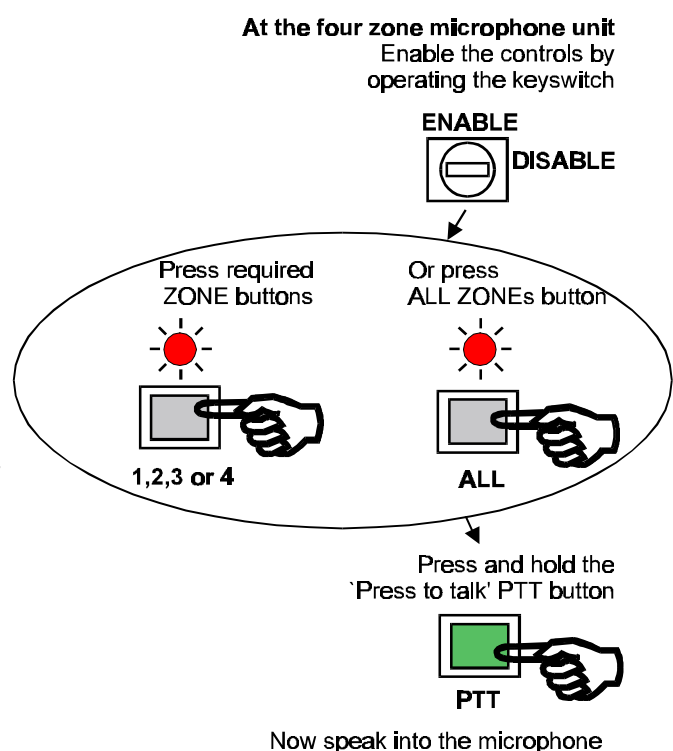 At the four zone microphone unit
Enable the controls by
operating the keyswitch
ENABLE
DISABLE
Press required
ZONE buttons
Or press
ALL ZONEs button
1,2,3 or 4
ALL
Press and hold the
`Press to talk' PTT button
PTT
Now speak into the microphone